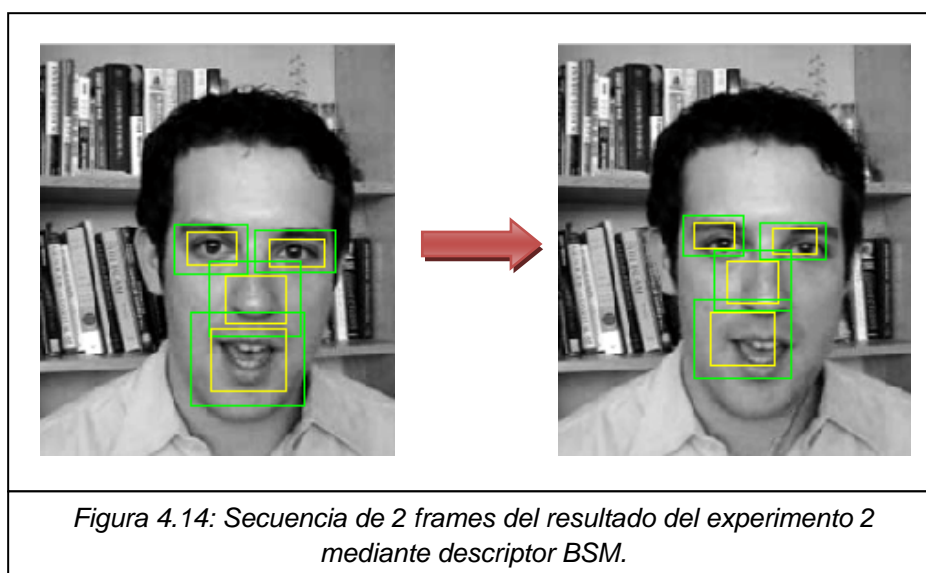 Figura 4.14: Secuencia de 2 frames del resultado del experimento 2
mediante descriptor BSM.